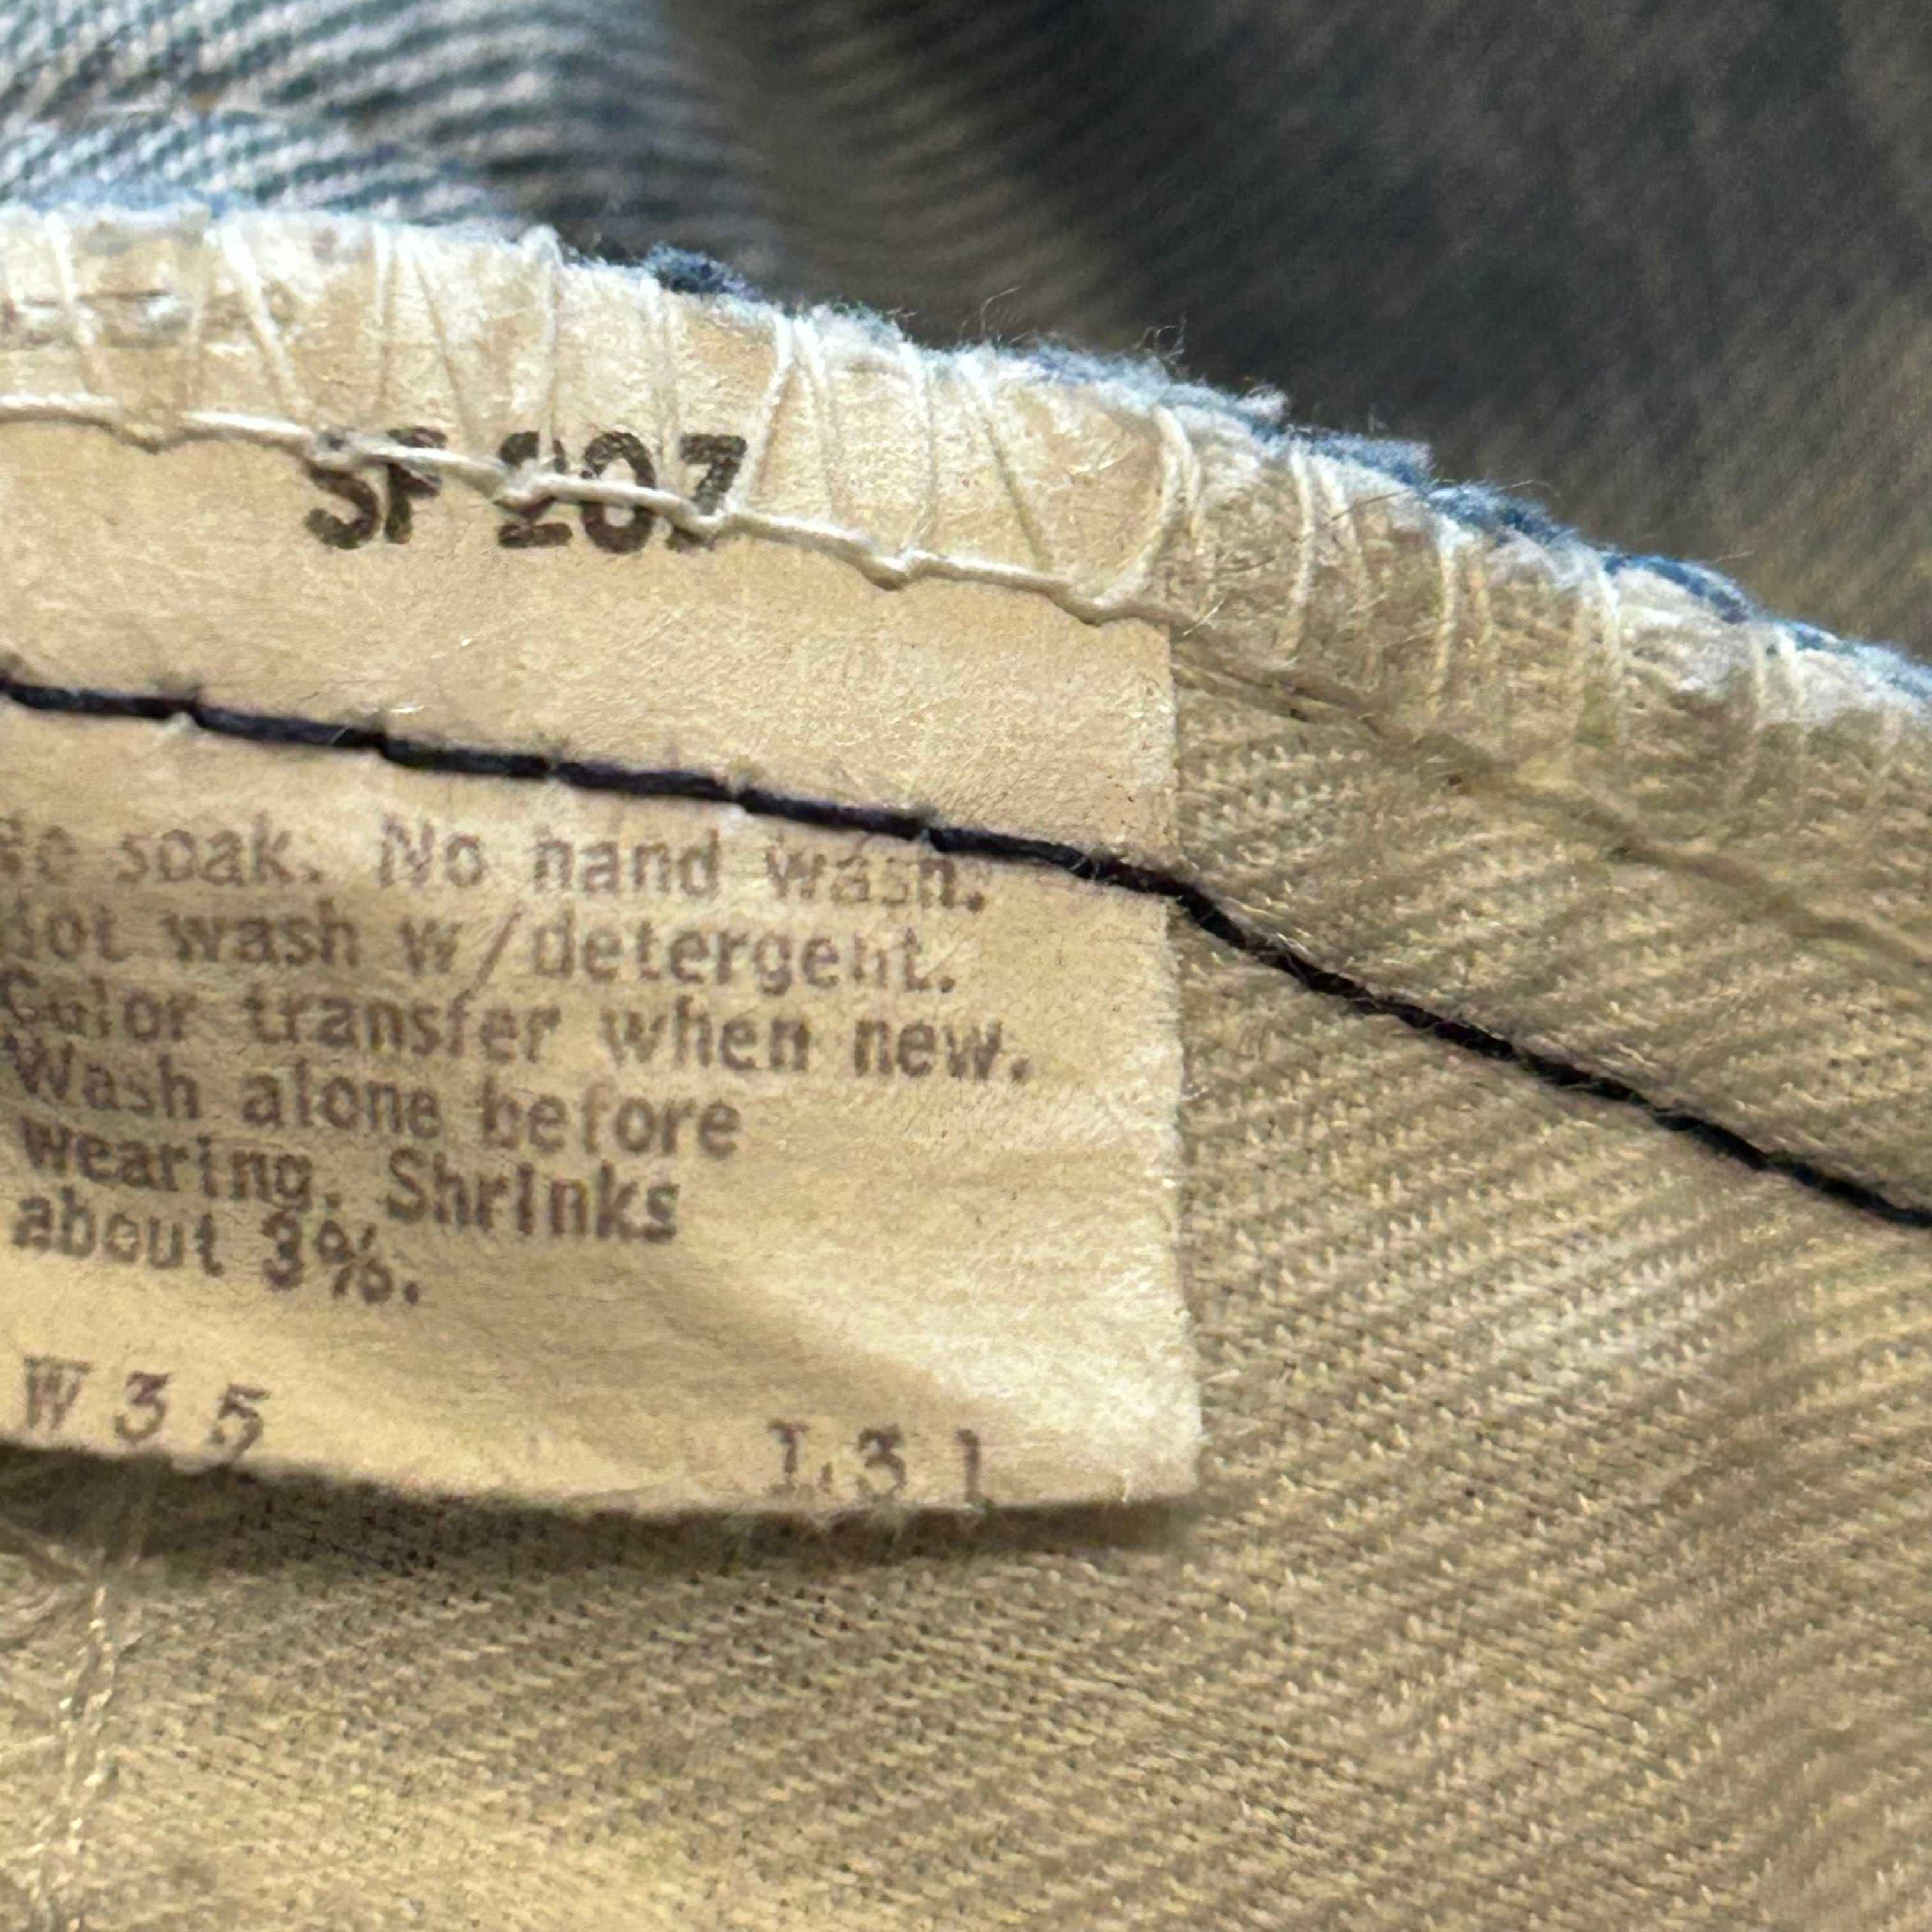 SF 207
soak. No hand wash.
Hot wash w/detergent.
Color transfer when new.
Wash alone before
wearing. Shrinks
about 3%.
W35 L31